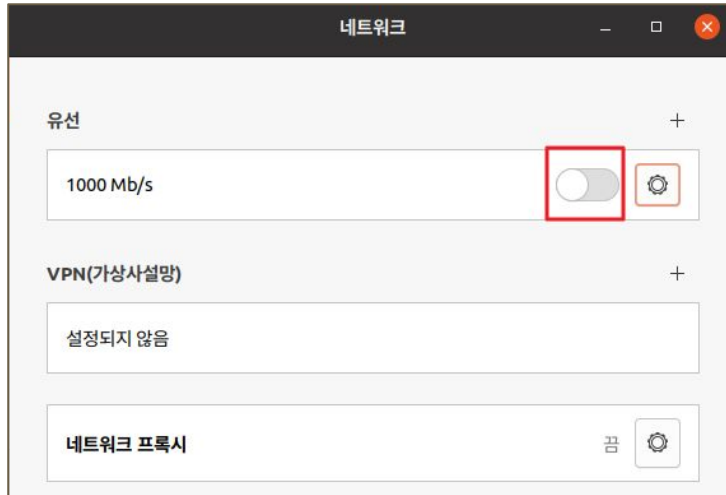 네트워크
유선
1000 Mb/s
VPN(가상사설망)
설정되지 않음
네트워크 프록시 끔